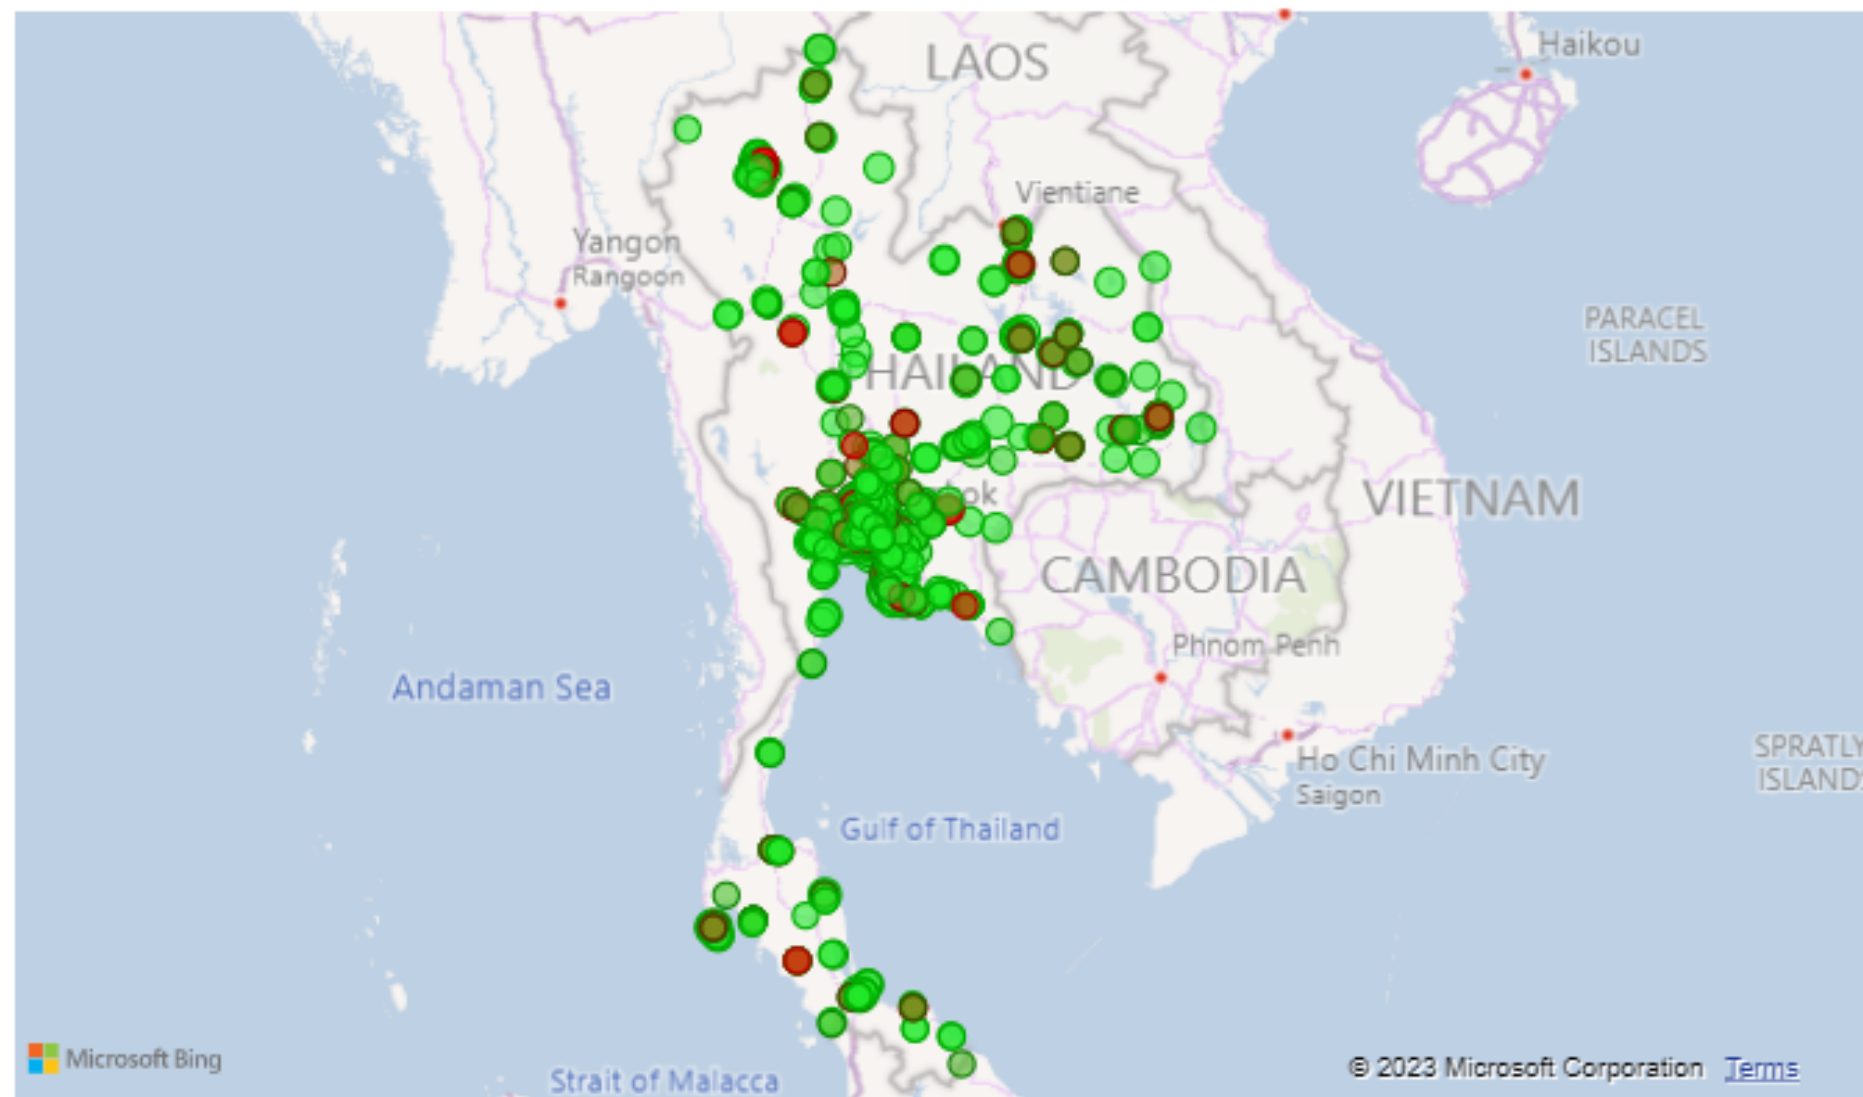 LAOS
Haikou
Vientiane
Yangon
Rangoon
PARACEL
ISLANDS
HAILAND
ok
VIETNAM
CAMBODIA
Phnom Penh
Andaman Sea
Ho Chi Minh City
Saigon
SPRATLY
ISLAND
Gulf of Thailand
Microsoft Bing
© 2023 Microsoft Corporation Terms
Strait of Malacca